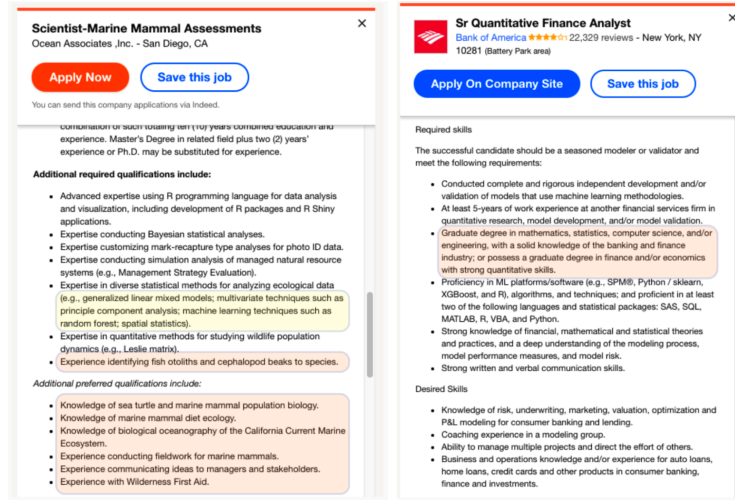 Scientist-Marine Mammal Assessments
Ocean Associates ,Inc. - San Diego, CA
Apply Now
Save this job
You can send this company applications via Indeed.
combination of such totaling ten (10) years combined education and
experience. Master's Degree in related field plus two (2) years'
experience or Ph.D. may be substituted for experience.
Additional required qualifications include:
• Advanced expertise using R programming language for data analysis
and visualization, including development of R packages and R Shiny
applications.
• Expertise conducting Bayesian statistical analyses.
• Expertise customizing mark-recapture type analyses for photo ID data.
• Expertise conducting simulation analysis of managed natural resource
systems (e.g., Management Strategy Evaluation).
• Expertise in diverse statistical methods for analyzing ecological data
(e.g., generalized linear mixed models; multivariate techniques such as
principle component analysis; machine learning techniques such as
random forest; spatial statistics).
• Expertise in quantitative methods for studying wildlife population
dynamics (e.g., Leslie matrix).
• Experience identifying fish otoliths and cephalopod beaks to species.
Additional preferred qualifications include:
• Knowledge of sea turtle and marine mammal population biology.
• Knowledge of marine mammal diet ecology.
• Knowledge of biological oceanography of the California Current Marine
Ecosystem.
• Experience conducting fieldwork for marine mammals.
• Experience communicating ideas to managers and stakeholders.
• Experience with Wilderness First Aid.
Sr Quantitative Finance Analyst
Bank of America 22,329 reviews - New York, NY
10281 (Battery Park area)
Apply On Company Site
Save this job
Required skills
The successful candidate should be a seasoned modeler or validator and
meet the following requirements:
• Conducted complete and rigorous independent development and/or
validation of models that use machine learning methodologies.
• At least 5-years of work experience at another financial services firm in
quantitative research, model development, and/or model validation.
• Graduate degree in mathematics, statistics, computer science, and/or
engineering, with a solid knowledge of the banking and finance
industry; or possess a graduate degree in finance and/or economics
with strong quantitative skills.
• Proficiency in ML platforms/software (e.g., SPM®, Python / sklearn,
XGBoost, and R), algorithms, and techniques; and proficient in at least
two of the following languages and statistical packages: SAS, SQL,
MATLAB, R, VBA, and Python.
• Strong knowledge of financial, mathematical and statistical theories
and practices, and a deep understanding of the modeling process,
model performance measures, and model risk.
• Strong written and verbal communication skills.
Desired Skills
• Knowledge of risk, underwriting, marketing, valuation, optimization and
P&L modeling for consumer banking and lending.
• Coaching experience in a modeling group.
• Ability to manage multiple projects and direct the effort of others.
• Business and operations knowledge and/or experience for auto loans,
home loans, credit cards and other products in consumer banking,
finance and investments.